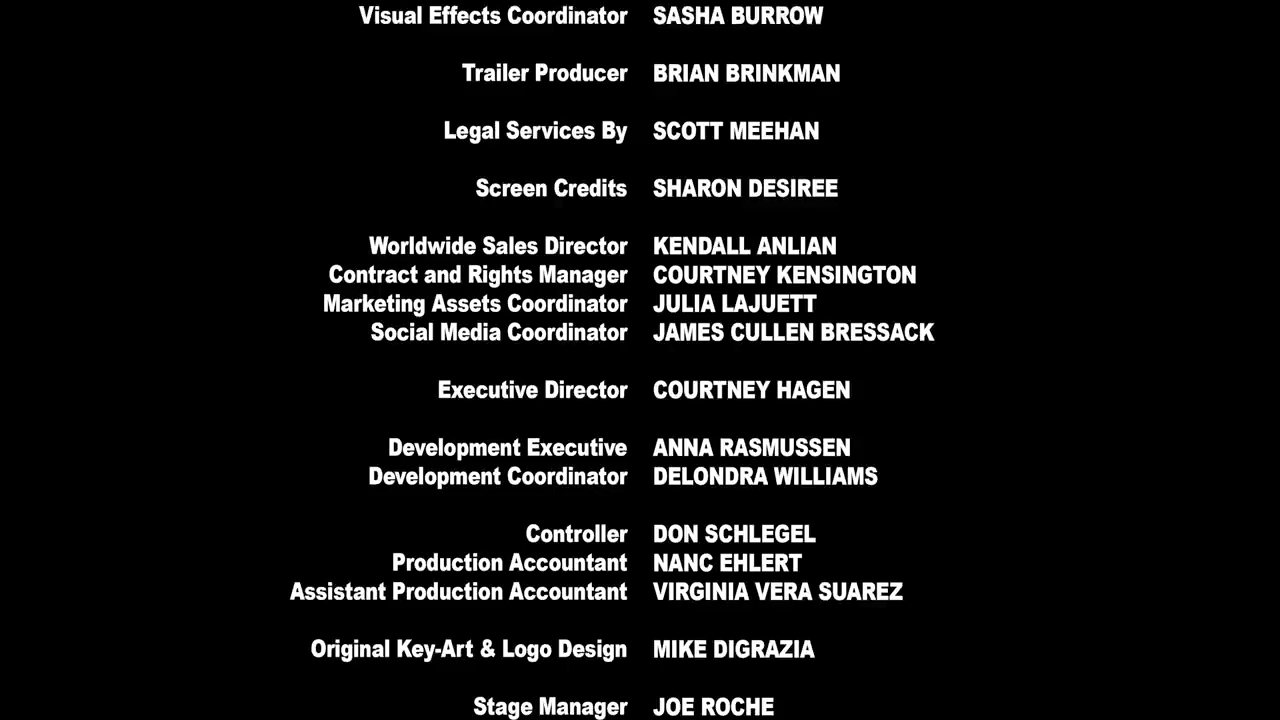 Visual Effects Coordinator SASHA BURROW
Trailer Producer BRIAN BRINKMAN
Legal Services By SCOTT MEEHAN
Screen Credits SHARON DESIREE
Worldwide Sales Director KENDALL ANLIAN
Contract and Rights Manager COURTNEY KENSINGTON
Marketing Assets Coordinator JULIA LAJUETT
Social Media Coordinator JAMES CULLEN BRESSACK
Executive Director COURTNEY HAGEN
Development Executive ANNA RASMUSSEN
Development Coordinator DELONDRA WILLIAMS
Controller DON SCHLEGEL
Production Accountant NANC EHLERT
Assistant Production Accountant VIRGINIA VERA SUAREZ
Original Key-Art & Logo Design MIKE DIGRAZIA
Stage Manager JOE ROCHE